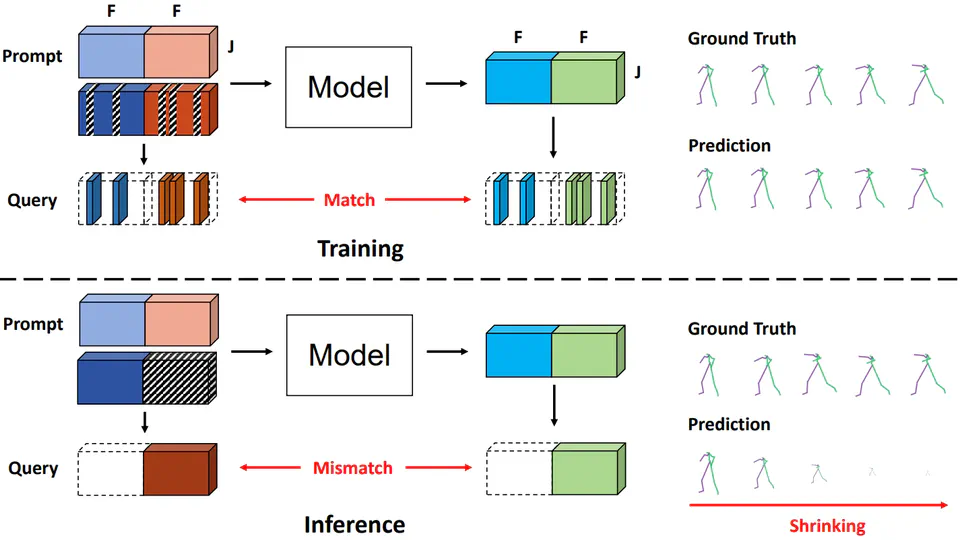 F F
Prompt
J
Model
F F
J
Ground Truth
Prediction
Query
Match
Training
Prompt
Model
Ground Truth
Prediction
Query
Mismatch
Inference
Shrinking